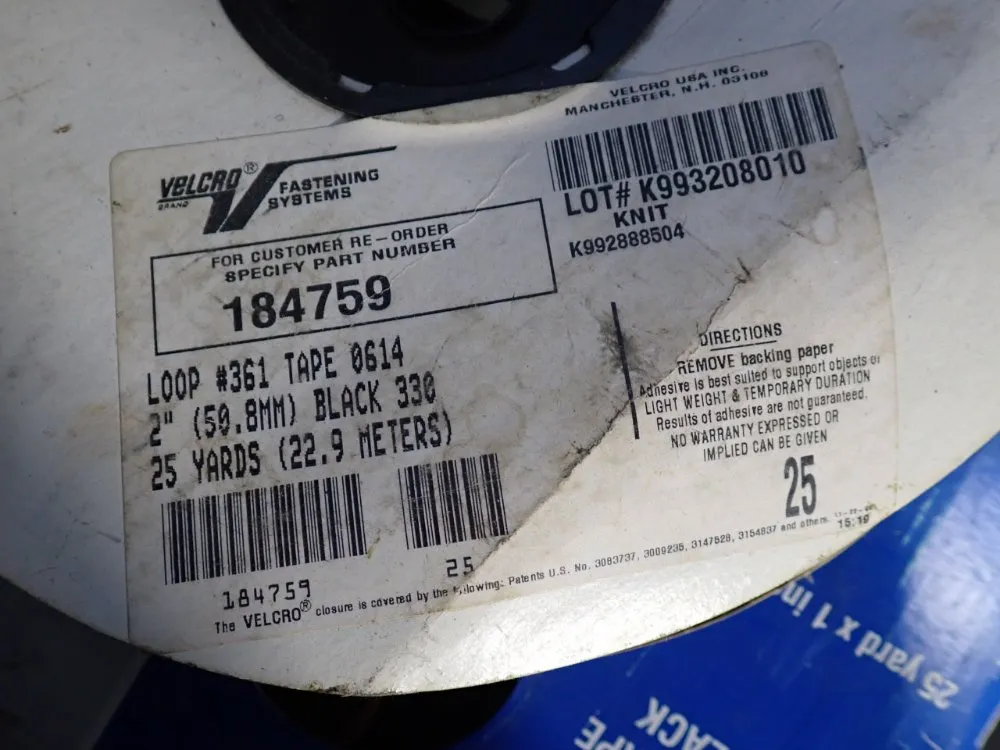 VELCRO USA INC.
MANCHESTER, N.H. 03108
VELCRO®
BRAND
FASTENING
SYSTEMS
LOT# K993208010
KNIT
K992888504
FOR CUSTOMER RE-ORDER
SPECIFY PART NUMBER
184759
LOOP #361 TAPE 0614
2" (50.8MM) BLACK 330
25 YARDS (22.9 METERS)
DIRECTIONS
REMOVE backing paper
Adhesive is best suited to support objects of
LIGHT WEIGHT & TEMPORARY DURATION
Results of adhesive are not guaranteed.
NO WARRANTY EXPRESSED OR
IMPLIED CAN BE GIVEN
25
15:19
184759
25
The VELCRO® closure is covered by the following: Patents U.S. No. 3083737, 3009235, 3147528, 3154837 and others.
25 yard x 1 in
PE
ACK